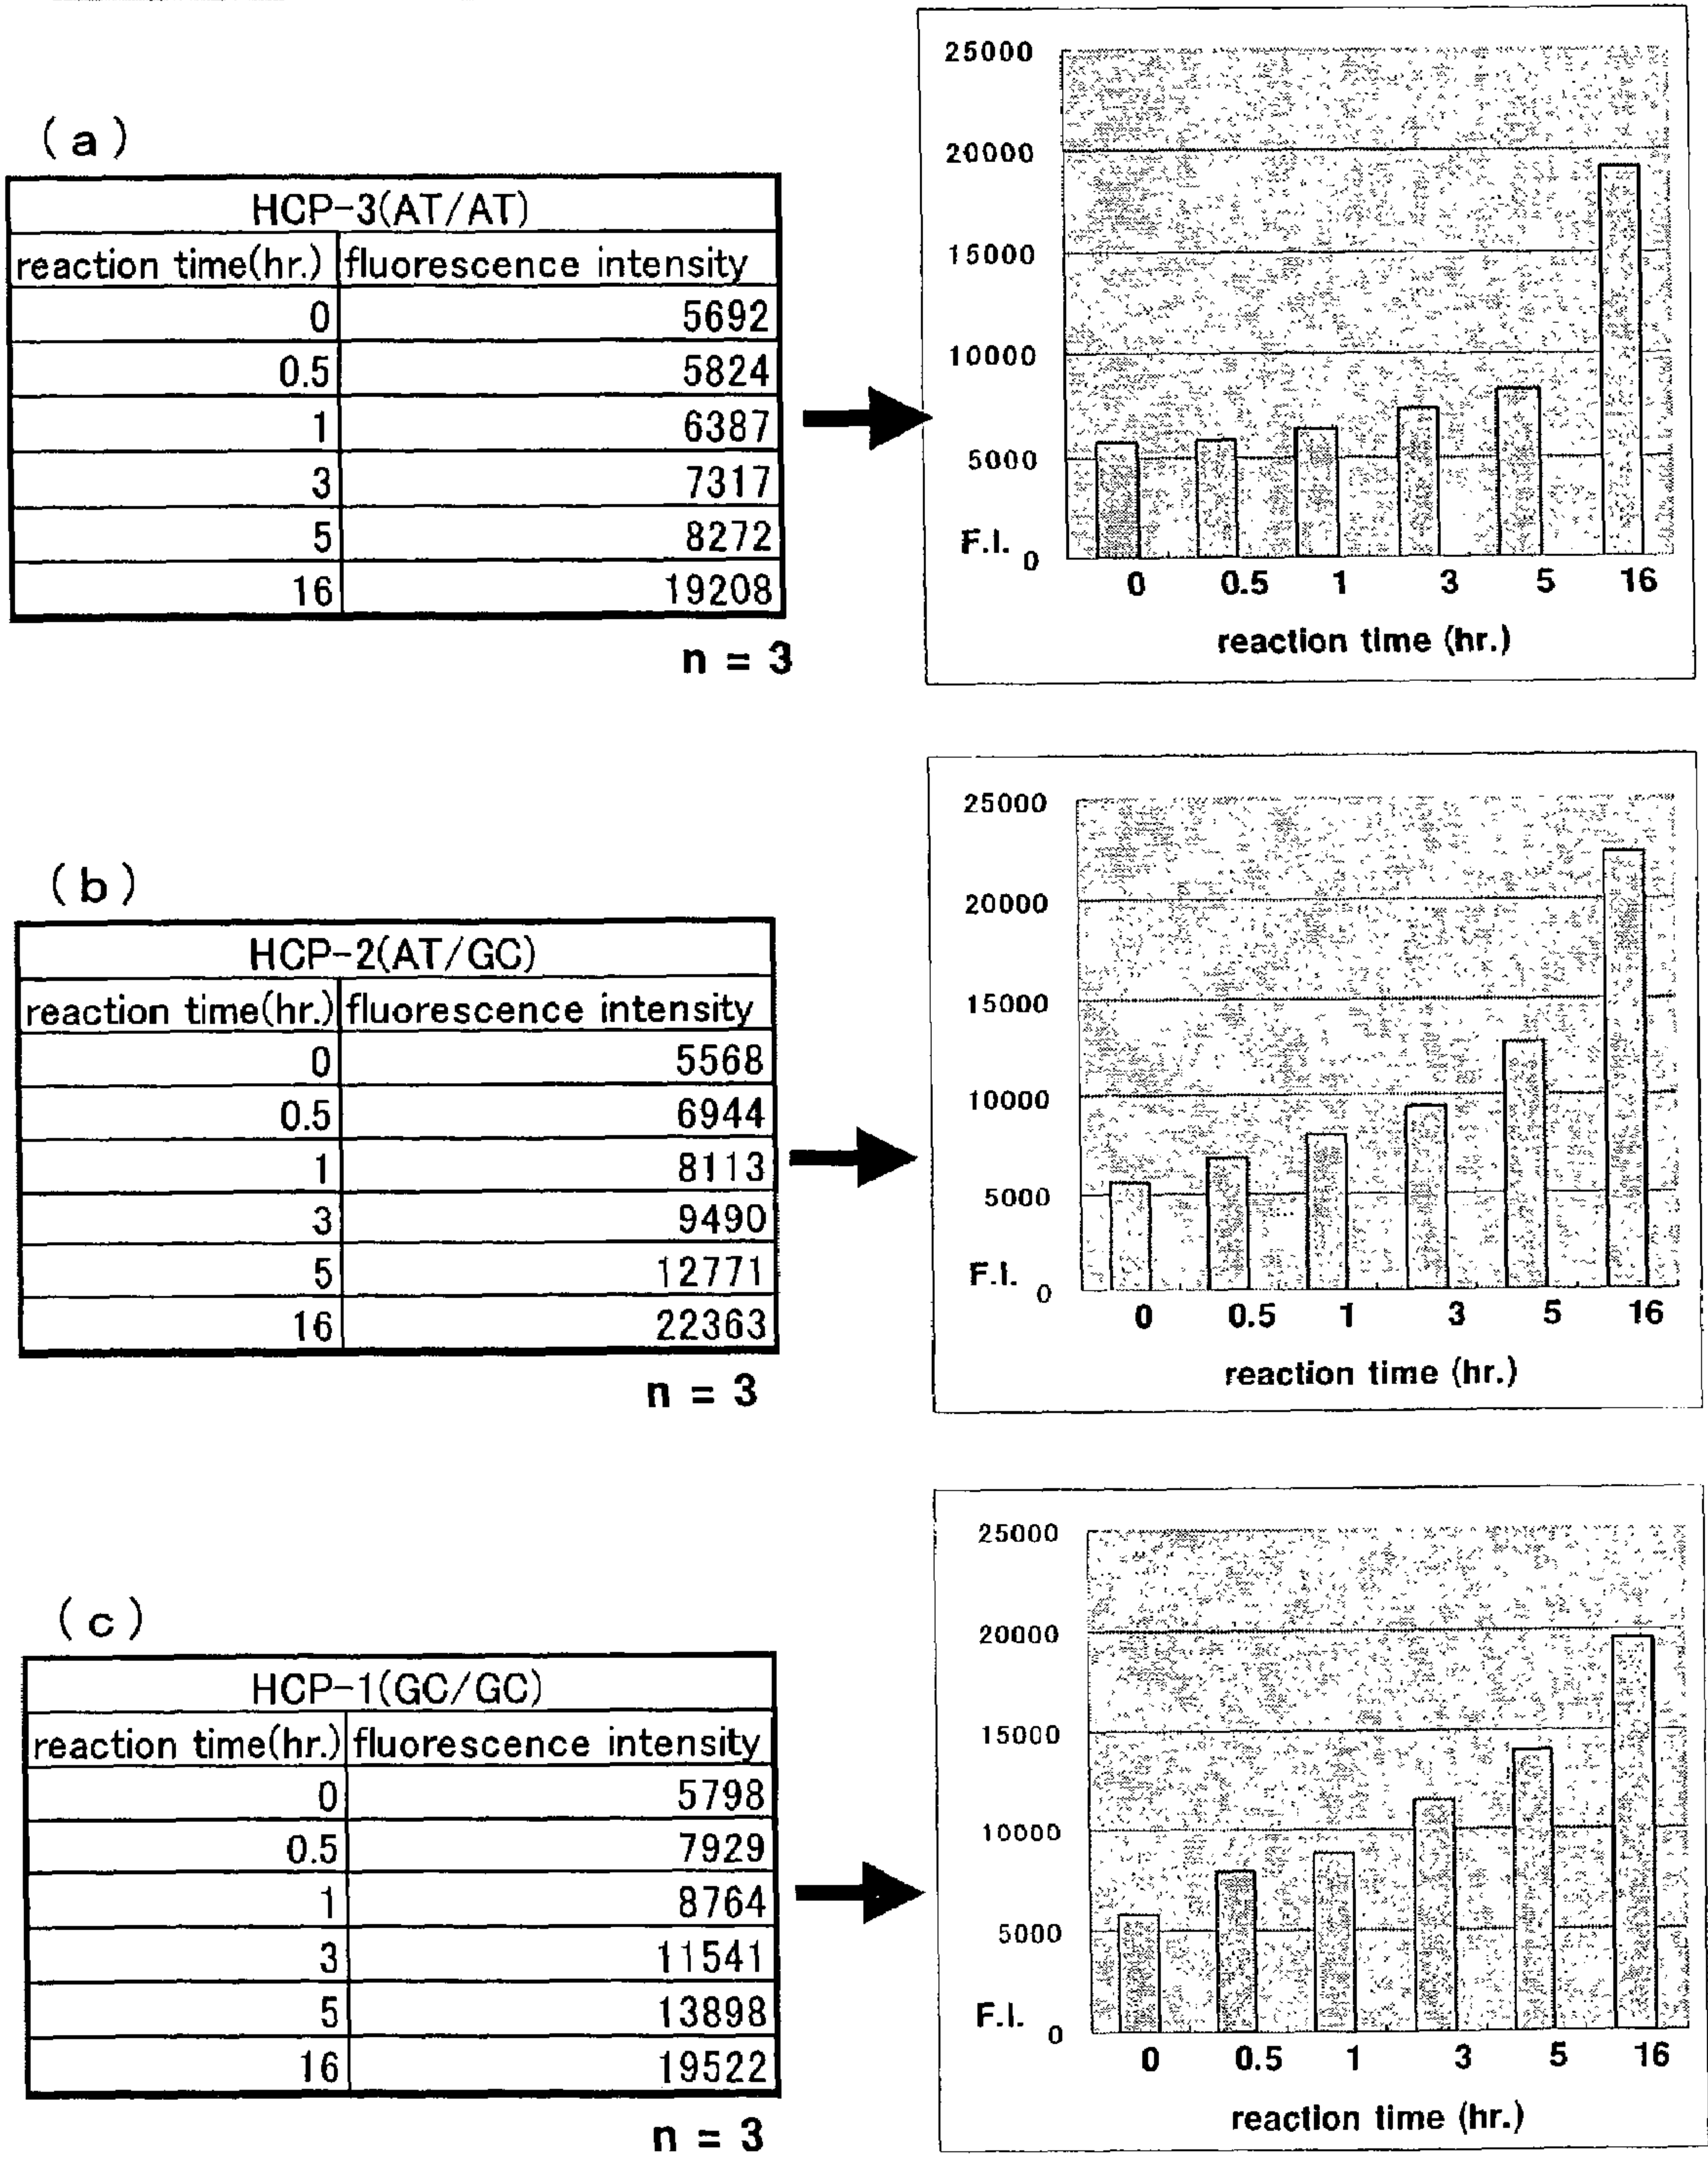 (a)
HCP-3(AT/AT)
reaction time(hr.) fluorescence intensity
0 5692
0.5 5824
1 6387
3 7317
5 8272
16 19208
n = 3
25000
20000
15000
10000
5000
F.I. 0
0 0.5 1 3 5 16
reaction time (hr.)
(b)
HCP-2(AT/GC)
reaction time(hr.) fluorescence intensity
0 5568
0.5 6944
1 8113
3 9490
5 12771
16 22363
n = 3
25000
20000
15000
10000
5000
F.I. 0
0 0.5 1 3 5 16
reaction time (hr.)
(c)
HCP-1(GC/GC)
reaction time(hr.) fluorescence intensity
0 5798
0.5 7929
1 8764
3 11541
5 13898
16 19522
n = 3
25000
20000
15000
10000
5000
F.I. 0
0 0.5 1 3 5 16
reaction time (hr.)